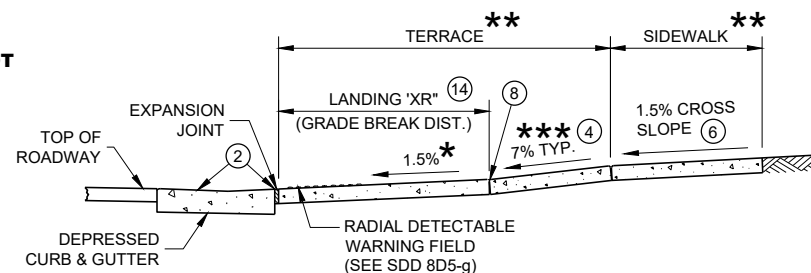 T
TERRACE **
SIDEWALK **
LANDING 'XR" 14
(GRADE BREAK DIST.)
8
EXPANSION
JOINT
TOP OF
ROADWAY
2
1.5%*
*** 4
7% TYP.
1.5% CROSS
SLOPE 6
DEPRESSED
CURB & GUTTER
RADIAL DETECTABLE
WARNING FIELD
(SEE SDD 8D5-g)